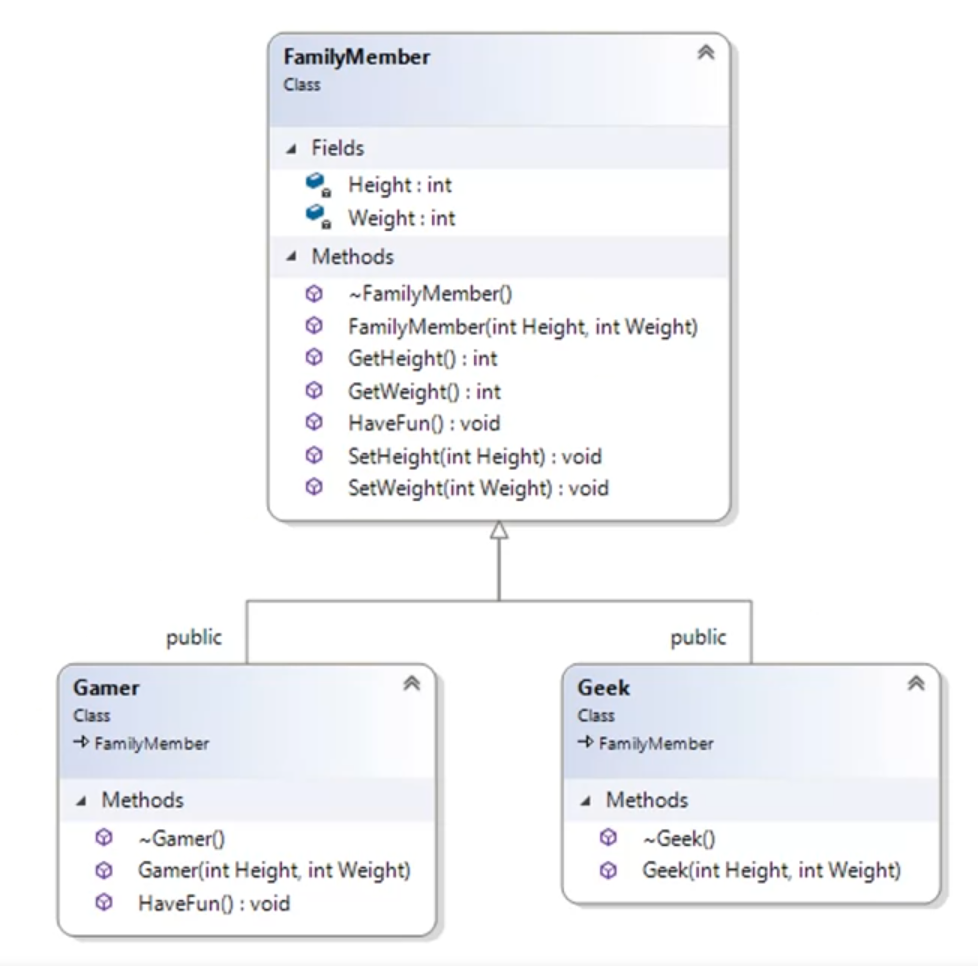 FamilyMember
Class
Fields
Height : int
Weight : int
Methods
~FamilyMember()
FamilyMember(int Height, int Weight)
GetHeight() : int
GetWeight() : int
HaveFun() : void
SetHeight(int Height) : void
SetWeight(int Weight) : void
public
public
Gamer
Class
FamilyMember
Methods
~Gamer()
Gamer(int Height, int Weight)
HaveFun() : void
Geek
Class
FamilyMember
Methods
~Geek()
Geek(int Height, int Weight)